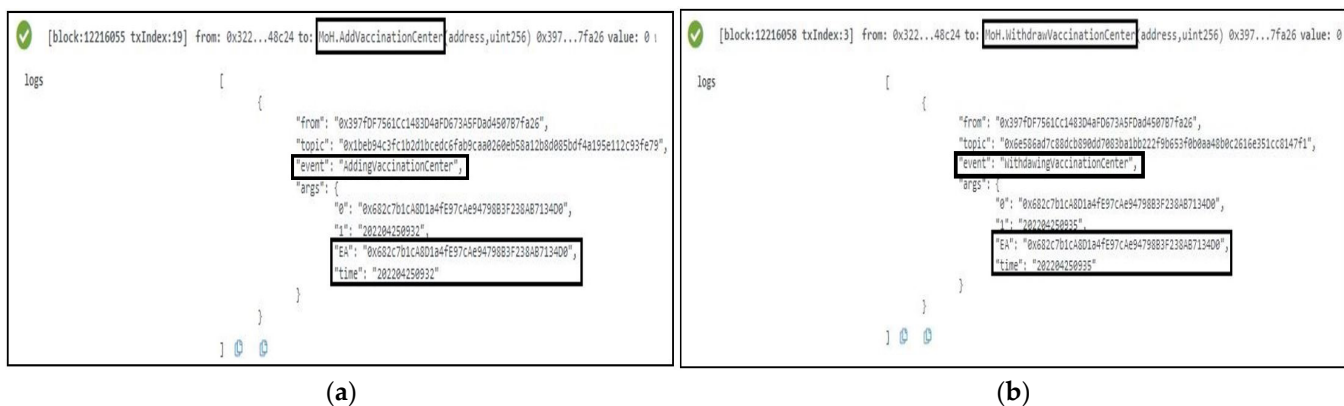 [block:12216055 txIndex:19] from: 0x322...48c24 to: MoH.AddVaccinationCenter(address,uint256) 0x397...7fa26 value: 0
logs
[
{
"from": "0x397fDF7561Cc1483D4aFD673A5FDad4507B7fa26",
"topic": "0x1beb94c3fc1b2d1bcedc6fab9caa0260eb58a12b8d085bdf4a195e112c93fe79",
"event": "AddingVaccinationCenter",
"args": {
"0": "0x682c7b1cA8D1a4fE97cAe94798B3F238AB7134D0",
"1": "202204250932",
"EA": "0x682c7b1cA8D1a4fE97cAe94798B3F238AB7134D0",
"time": "202204250932"
}
}
]
(a)
[block:12216058 txIndex:3] from: 0x322...48c24 to: MoH.WithdrawVaccinationCenter(address,uint256) 0x397...7fa26 value: 0
logs
[
{
"from": "0x397fDF7561Cc1483D4aFD673A5FDad4507B7fa26",
"topic": "0x6e586ad7c88dcb890dd7083ba1bb222f9b653f0b0aa48b0c2616e351cc8147f1",
"event": "WithdawingVaccinationCenter",
"args": {
"0": "0x682c7b1cA8D1a4fE97cAe94798B3F238AB7134D0",
"1": "202204250935",
"EA": "0x682c7b1cA8D1a4fE97cAe94798B3F238AB7134D0",
"time": "202204250935"
}
}
]
(b)